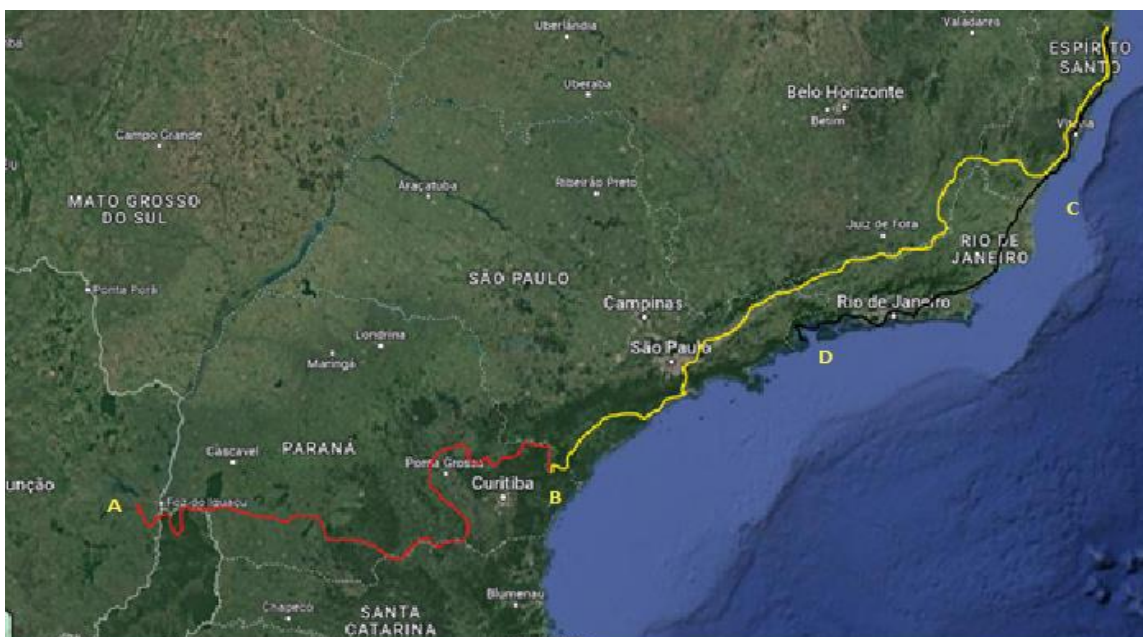 Uberlândia
Valadares
ESPÍRITO
SANTO
Uberaba
Belo Horizonte
Betim
Campo Grande
Araçatuba
Ribeirão Preto
MATO GROSSO
DO SUL
C
Juiz de Fora
RIO DE
JANEIRO
SÃO PAULO
Ponta Porã
Campinas
Rio de Janeiro
Londrina
São Paulo
D
Maringá
Cascavel
PARANÁ
Ponta Grossa
unção
Curitiba
A
Foz do Iguaçu
B
Blumenau
Chapecó
SANTA
CATARINA